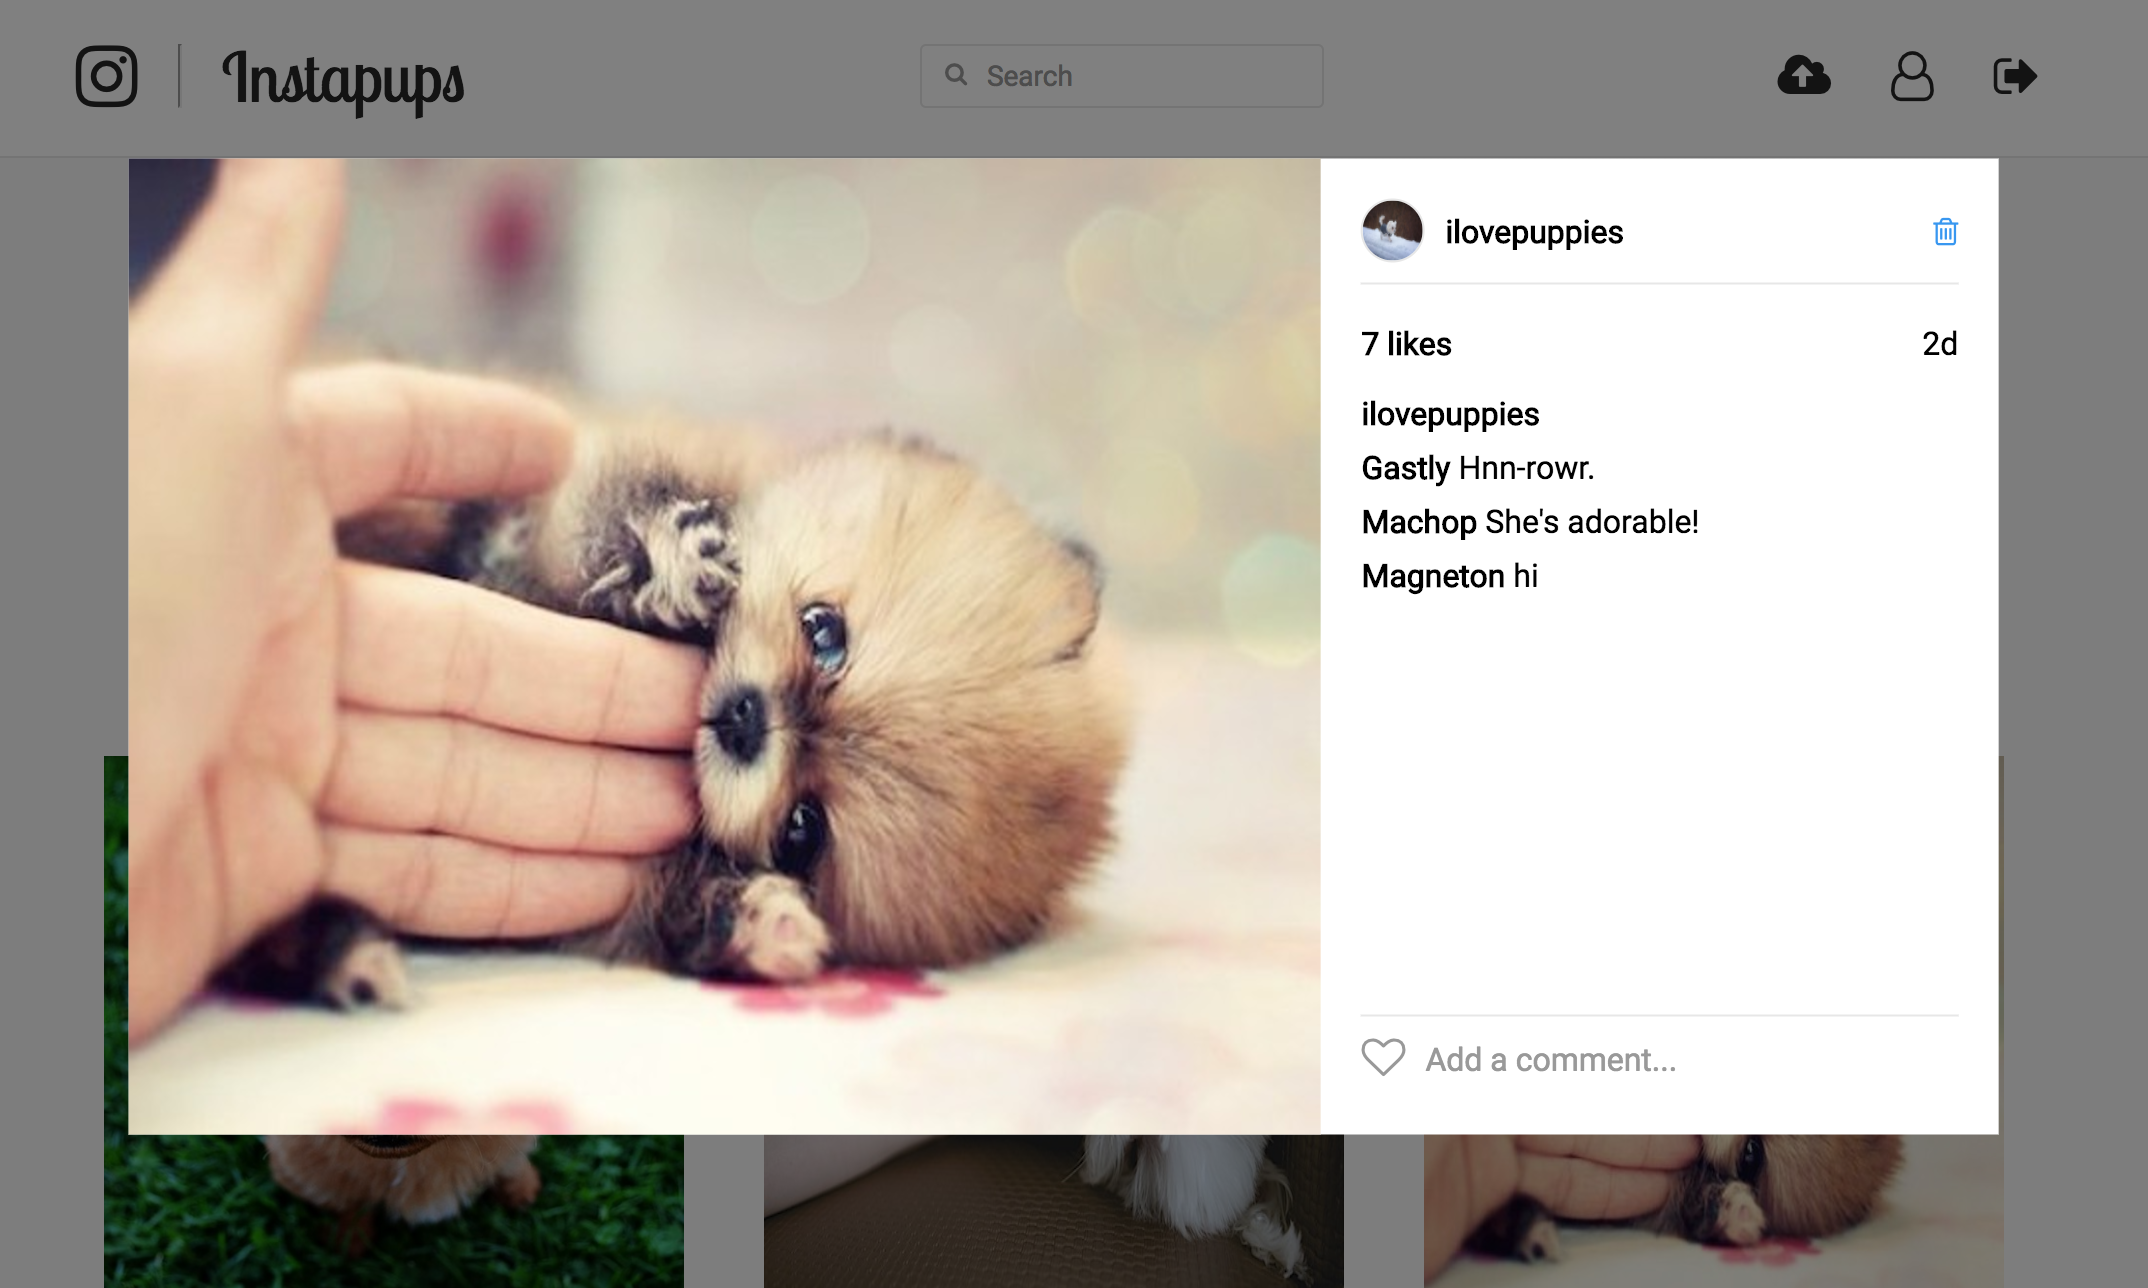 Instapups
Search
ilovepuppies
7 likes
2d
ilovepuppies
Gastly Hnn-rowr.
Machop She's adorable!
Magneton hi
Add a comment...